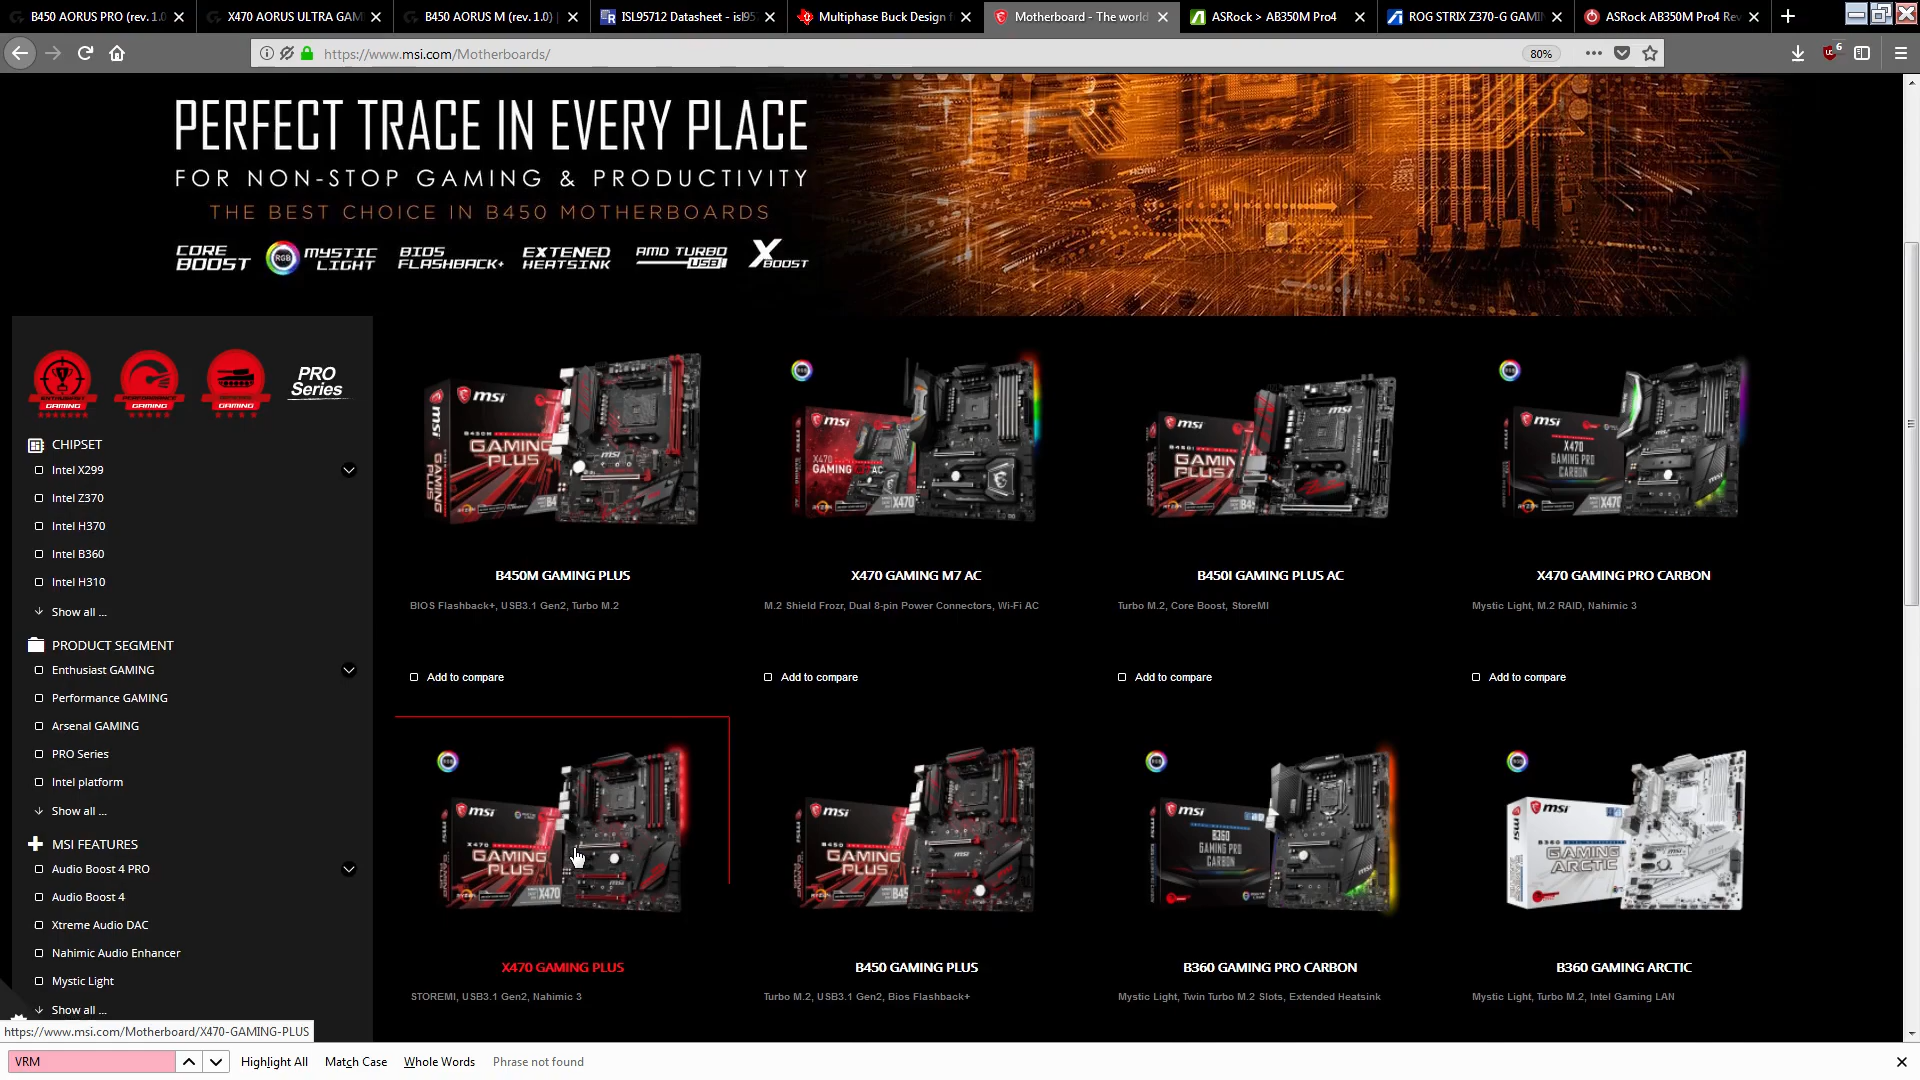 B450 AORUS PRO (rev. 1.0
X470 AORUS ULTRA GAM
B450 AORUS M (rev. 1.0) |
ISL95712 Datasheet - isl95
Multiphase Buck Design f
Motherboard - The world
ASRock > AB350M Pro4
ROG STRIX Z370-G GAMI
ASRock AB350M Pro4 Rev
https://www.msi.com/Motherboards/
80%
6
PERFECT TRACE IN EVERY PLACE
FOR NON-STOP GAMING & PRODUCTIVITY
THE BEST CHOICE IN B450 MOTHERBOARDS
CORE BOOST
RGB MYSTIC LIGHT
BIOS FLASHBACK+
EXTENED HEATSINK
AMD TURBO USB
X BOOST
ENTHUSIAST GAMING
PERFORMANCE GAMING
GAMING
PRO Series
CHIPSET
Intel X299
Intel Z370
Intel H370
Intel B360
Intel H310
Show all ...
PRODUCT SEGMENT
Enthusiast GAMING
Performance GAMING
Arsenal GAMING
PRO Series
Intel platform
Show all ...
MSI FEATURES
Audio Boost 4 PRO
Audio Boost 4
Xtreme Audio DAC
Nahimic Audio Enhancer
Mystic Light
Show all ...
B450M GAMING PLUS
BIOS Flashback+, USB3.1 Gen2, Turbo M.2
Add to compare
X470 GAMING M7 AC
M.2 Shield Frozr, Dual 8-pin Power Connectors, Wi-Fi AC
Add to compare
B450I GAMING PLUS AC
Turbo M.2, Core Boost, StoreMI
Add to compare
X470 GAMING PRO CARBON
Mystic Light, M.2 RAID, Nahimic 3
Add to compare
X470 GAMING PLUS
STOREMI, USB3.1 Gen2, Nahimic 3
B450 GAMING PLUS
Turbo M.2, USB3.1 Gen2, Bios Flashback+
B360 GAMING PRO CARBON
Mystic Light, Twin Turbo M.2 Slots, Extended Heatsink
B360 GAMING ARCTIC
Mystic Light, Turbo M.2, Intel Gaming LAN
https://www.msi.com/Motherboard/X470-GAMING-PLUS
VRM
Highlight All
Match Case
Whole Words
Phrase not found